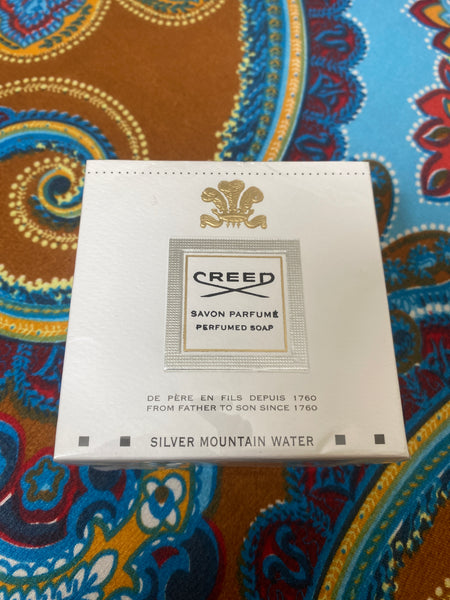 CREED
SAVON PARFUMÉ
PERFUMED SOAP
DE PÈRE EN FILS DEPUIS 1760
FROM FATHER TO SON SINCE 1760
SILVER MOUNTAIN WATER